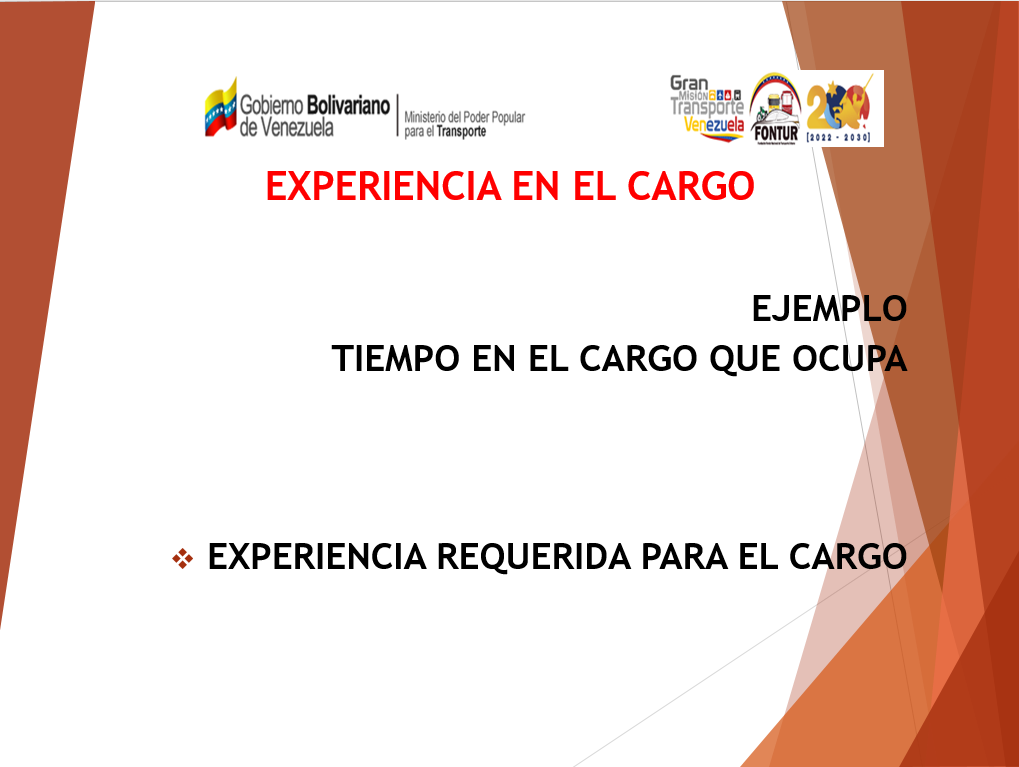 Gobierno Bolivariano
de Venezuela
Ministerio del Poder Popular
para el Transporte
Gran
Misión
Transporte
Venezuela
FONTUR
[2022 - 2030]
EXPERIENCIA EN EL CARGO
EJEMPLO
TIEMPO EN EL CARGO QUE OCUPA
EXPERIENCIA REQUERIDA PARA EL CARGO